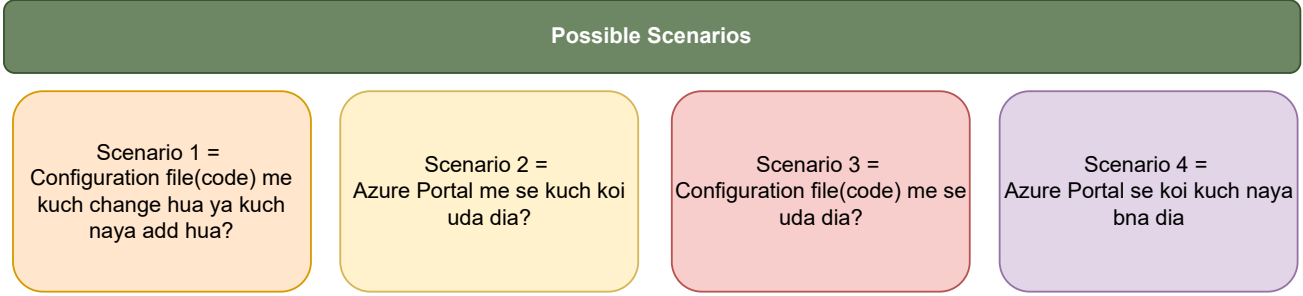 Possible Scenarios
Scenario 1 =
Configuration file(code) me
kuch change hua ya kuch
naya add hua?
Scenario 2 =
Azure Portal me se kuch koi
uda dia?
Scenario 3 =
Configuration file(code) me se
uda dia?
Scenario 4 =
Azure Portal se koi kuch naya
bna dia